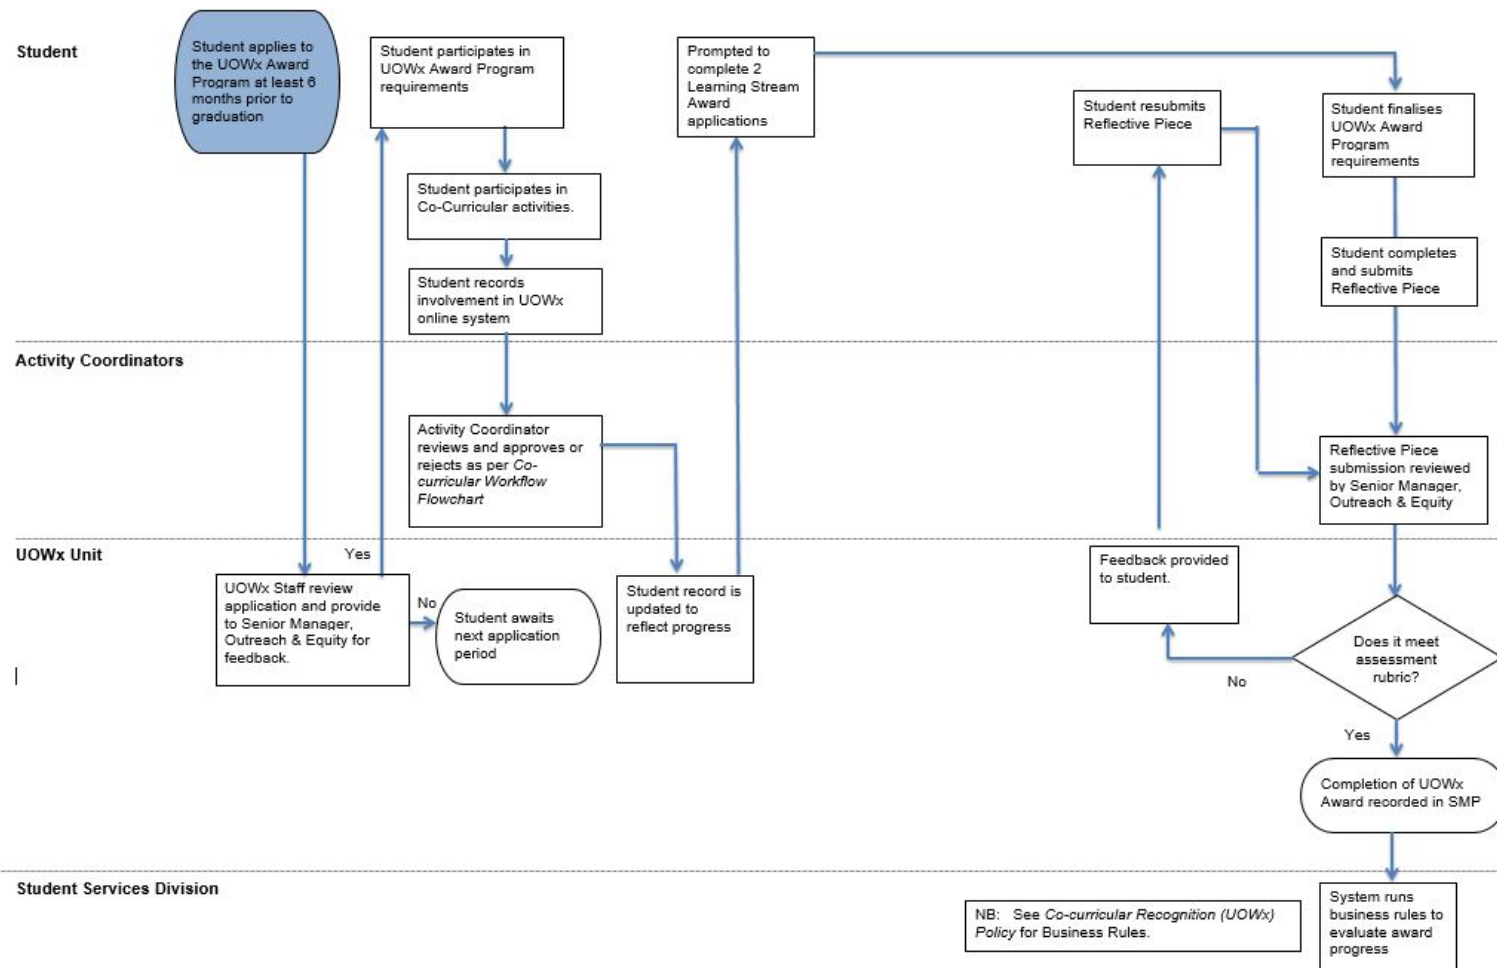 Student
Student applies to
the UOWx Award
Program at least 6
months prior to
graduation
Student participates in
UOWx Award Program
requirements
Student participates in
Co-Curricular activities.
Student records
involvement in UOWx
online system
Prompted to
complete 2
Learning Stream
Award
applications
Student resubmits
Reflective Piece
Student finalises
UOWx Award
Program
requirements
Student completes
and submits
Reflective Piece
Activity Coordinators
Activity Coordinator
reviews and approves or
rejects as per Co-
curricular Workflow
Flowchart
Reflective Piece
submission reviewed
by Senior Manager,
Outreach & Equity
UOWx Unit
Yes
UOWx Staff review
application and provide
to Senior Manager,
Outreach & Equity for
feedback.
No
Student awaits
next application
period
Student record is
updated to
reflect progress
Feedback provided
to student.
Does it meet
assessment
rubric?
No
Yes
Completion of UOWx
Award recorded in SMP
Student Services Division
NB: See Co-curricular Recognition (UOWx)
Policy for Business Rules.
System runs
business rules to
evaluate award
progress